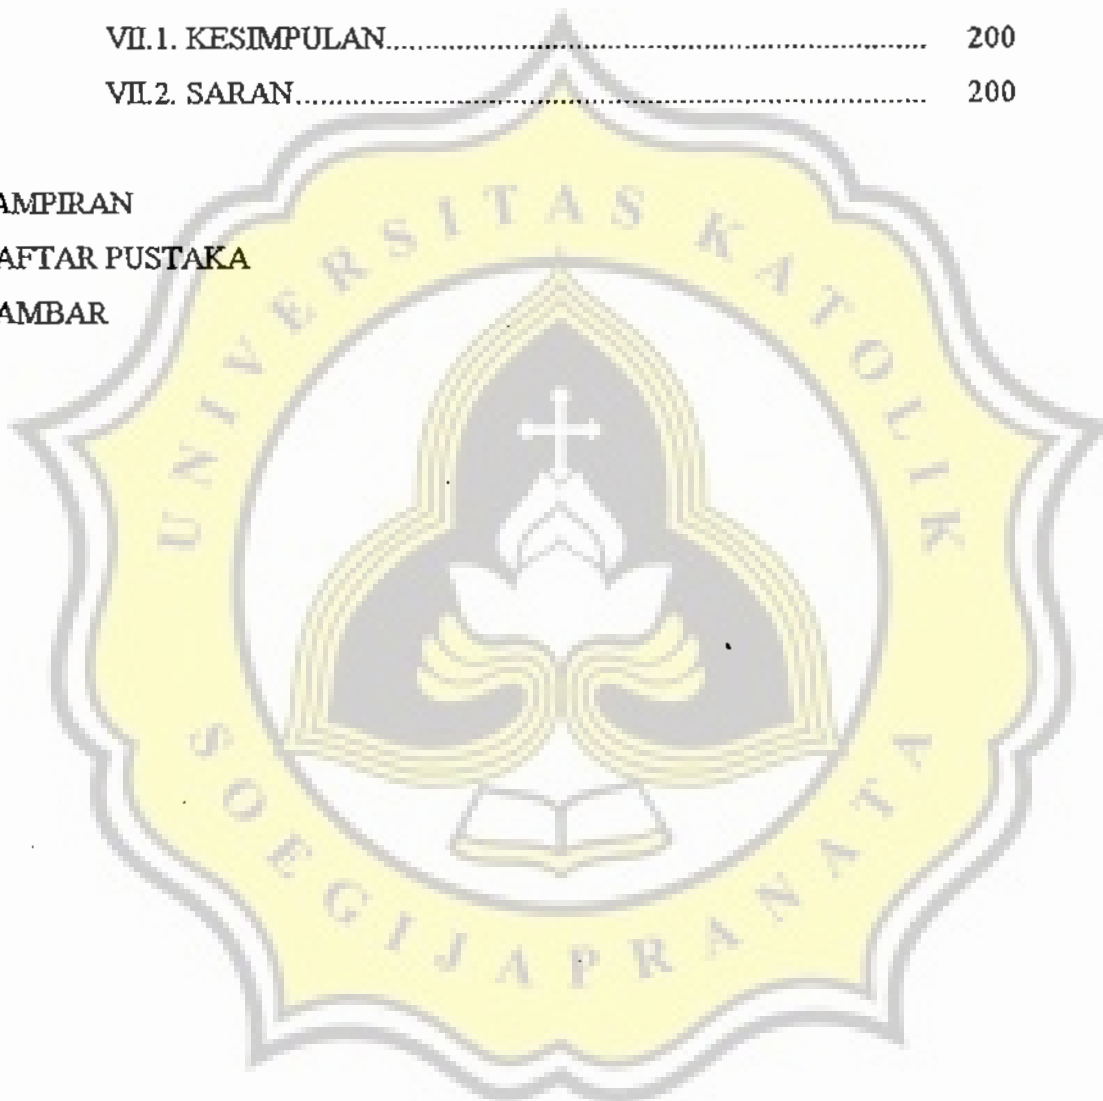 VII.1. KESIMPULAN........................................................................ 200
VII.2. SARAN........................................................................ 200
AMPIRAN
AFTAR PUSTAKA
AMBAR
UNIVERSITAS KATOLIK
SOEGIJAPRANATA